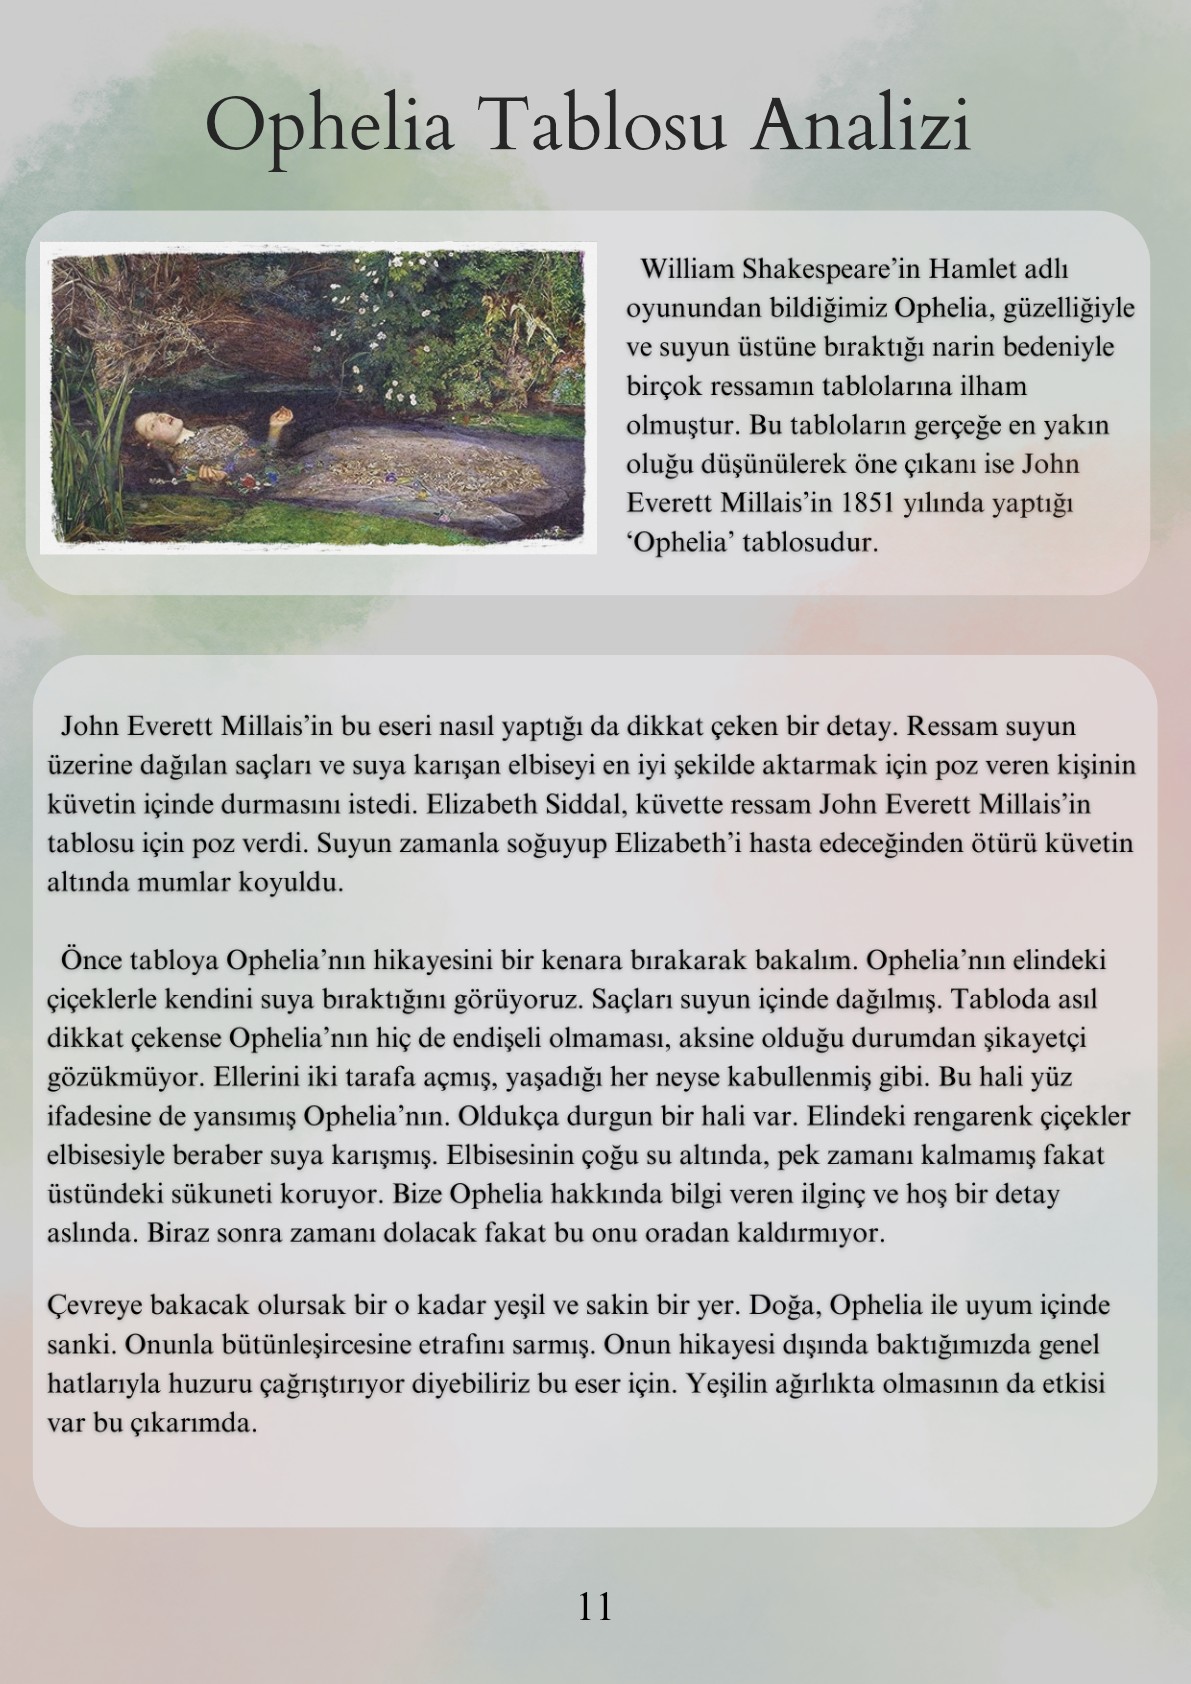 Ophelia Tablosu Analizi
William Shakespeare’in Hamlet adlı
oyunundan bildiğimiz Ophelia, güzelliğiyle
ve suyun üstüne bıraktığı narin bedeniyle
birçok ressamın tablolarına ilham
olmuştur. Bu tabloların gerçeğe en yakın
oluğu düşünülerek öne çıkanı ise John
Everett Millais’in 1851 yılında yaptığı
‘Ophelia’ tablosudur.
John Everett Millais’in bu eseri nasıl yaptığı da dikkat çeken bir detay. Ressam suyun
üzerine dağılan saçları ve suya karışan elbiseyi en iyi şekilde aktarmak için poz veren kişinin
küvetin içinde durmasını istedi. Elizabeth Siddal, küvette ressam John Everett Millais’in
tablosu için poz verdi. Suyun zamanla soğuyup Elizabeth’i hasta edeceğinden ötürü küvetin
altında mumlar koyuldu.
Önce tabloya Ophelia’nın hikayesini bir kenara bırakarak bakalım. Ophelia’nın elindeki
çiçeklerle kendini suya bıraktığını görüyoruz. Saçları suyun içinde dağılmış. Tabloda asıl
dikkat çekense Ophelia’nın hiç de endişeli olmaması, aksine olduğu durumdan şikayetçi
gözükmüyor. Ellerini iki tarafa açmış, yaşadığı her neyse kabullenmiş gibi. Bu hali yüz
ifadesine de yansımış Ophelia’nın. Oldukça durgun bir hali var. Elindeki rengarenk çiçekler
elbisesiyle beraber suya karışmış. Elbisesinin çoğu su altında, pek zamanı kalmamış fakat
üstündeki sükuneti koruyor. Bize Ophelia hakkında bilgi veren ilginç ve hoş bir detay
aslında. Biraz sonra zamanı dolacak fakat bu onu oradan kaldırmıyor.
Çevreye bakacak olursak bir o kadar yeşil ve sakin bir yer. Doğa, Ophelia ile uyum içinde
sanki. Onunla bütünleşircesine etrafını sarmış. Onun hikayesi dışında baktığımızda genel
hatlarıyla huzuru çağrıştırıyor diyebiliriz bu eser için. Yeşilin ağırlıkta olmasının da etkisi
var bu çıkarımda.
11